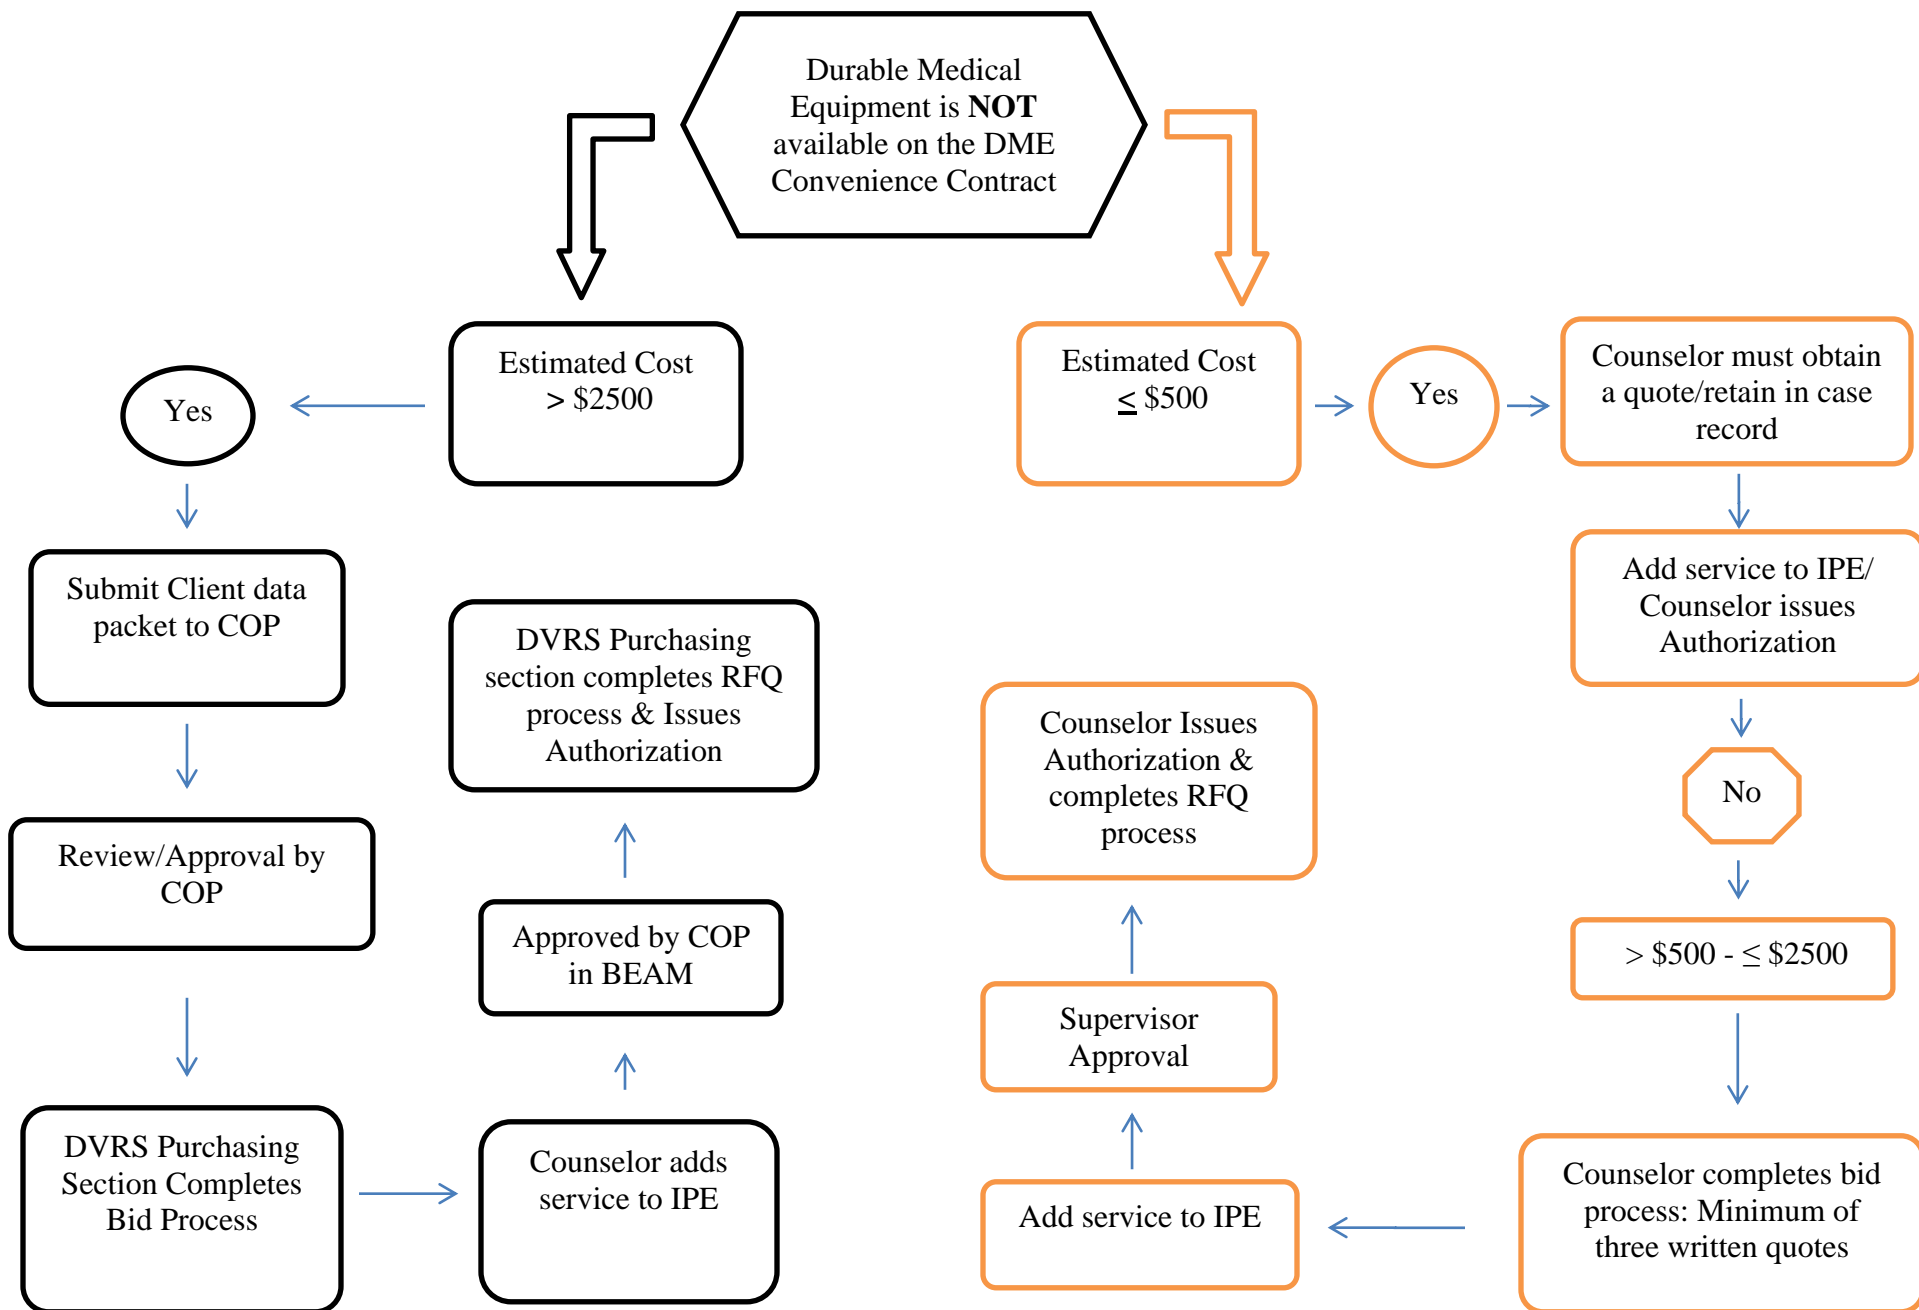 Durable Medical
Equipment is NOT
available on the DME
Convenience Contract
Estimated Cost
> $2500
Yes
Submit Client data
packet to COP
Review/Approval by
COP
DVRS Purchasing
Section Completes
Bid Process
Counselor adds
service to IPE
Approved by COP
in BEAM
DVRS Purchasing
section completes RFQ
process & Issues
Authorization
Estimated Cost
≤ $500
Yes
Counselor must obtain
a quote/retain in case
record
Add service to IPE/
Counselor issues
Authorization
No
> $500 - ≤ $2500
Counselor completes bid
process: Minimum of
three written quotes
Add service to IPE
Supervisor
Approval
Counselor Issues
Authorization &
completes RFQ
process